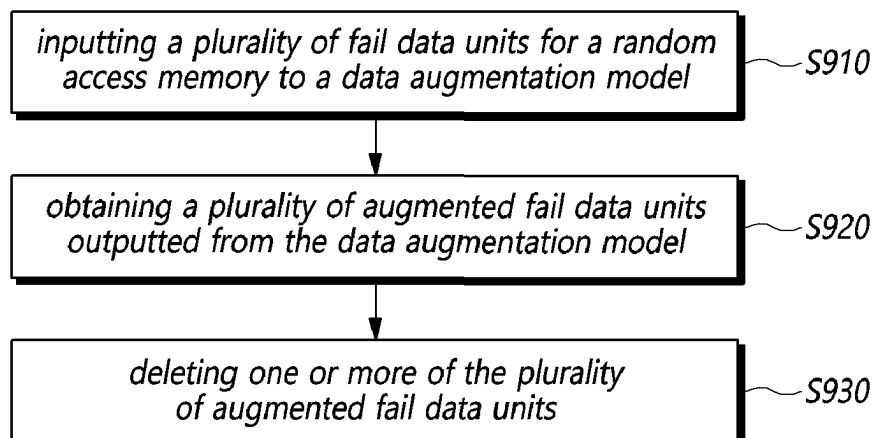 inputting a plurality of fail data units for a random
access memory to a data augmentation model
S910
obtaining a plurality of augmented fail data units
outputted from the data augmentation model
S920
deleting one or more of the plurality
of augmented fail data units
S930